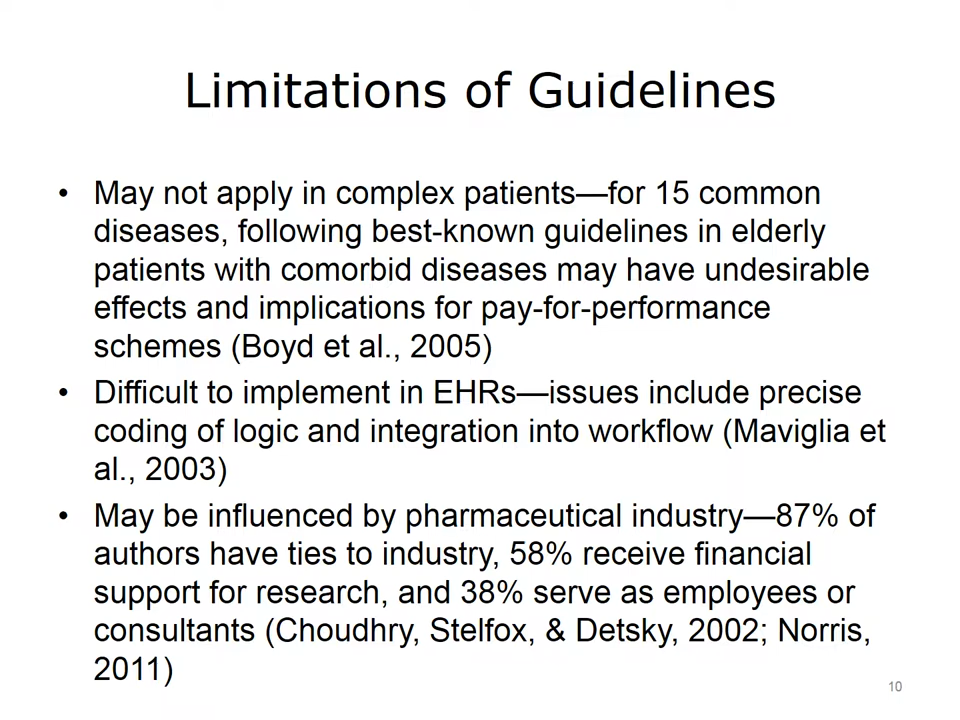 Limitations of Guidelines
• May not apply in complex patients—for 15 common
diseases, following best-known guidelines in elderly
patients with comorbid diseases may have undesirable
effects and implications for pay-for-performance
schemes (Boyd et al., 2005)
• Difficult to implement in EHRs—issues include precise
coding of logic and integration into workflow (Maviglia et
al., 2003)
• May be influenced by pharmaceutical industry—87% of
authors have ties to industry, 58% receive financial
support for research, and 38% serve as employees or
consultants (Choudhry, Stelfox, & Detsky, 2002; Norris,
2011)
10